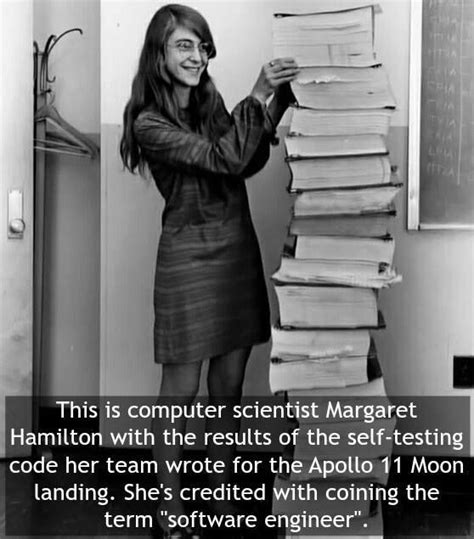 This is computer scientist Margaret
Hamilton with the results of the self-testing
code her team wrote for the Apollo 11 Moon
landing. She's credited with coining the
term "software engineer".